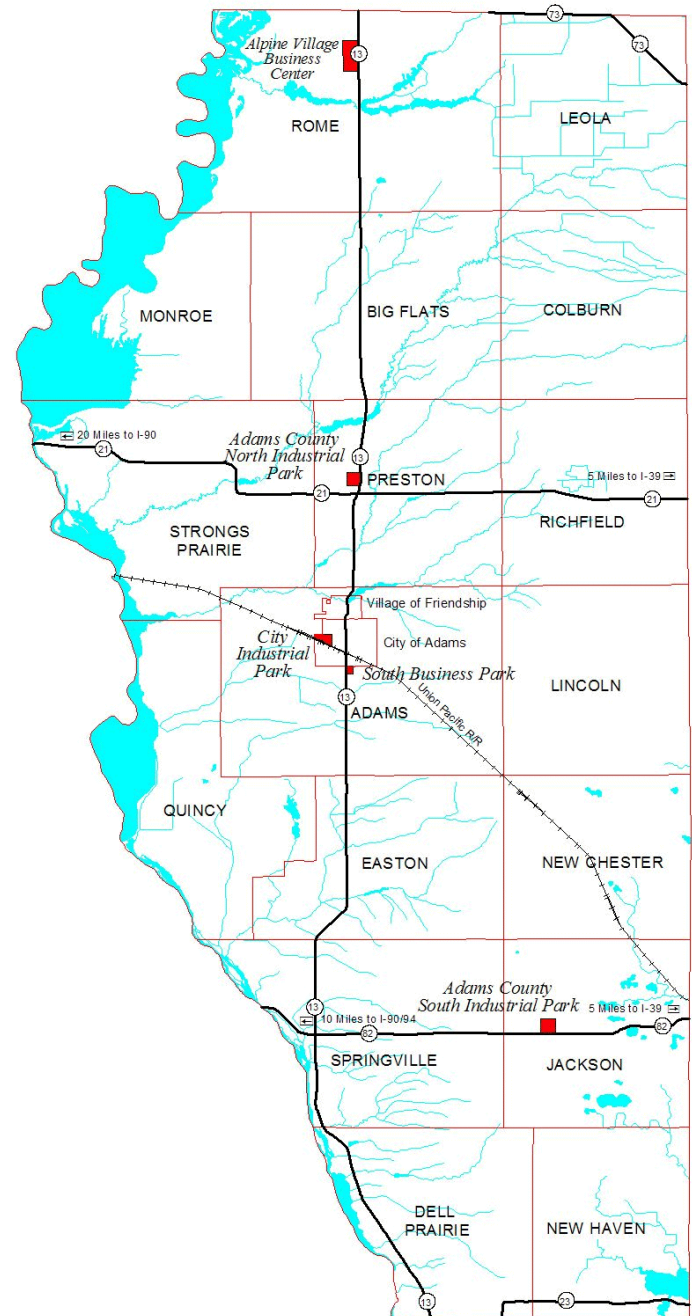 73
73
Alpine Village
Business
Center
13
ROME
LEOLA
MONROE
BIG FLATS
COLBURN
20 Miles to I-90
21
Adams County
North Industrial
Park
13
PRESTON
21
5 Miles to I-39
21
STRONGS
PRAIRIE
RICHFIELD
Village of Friendship
City
Industrial
Park
City of Adams
South Business Park
13
ADAMS
Union Pacific R/R
LINCOLN
QUINCY
EASTON
NEW CHESTER
Adams County
South Industrial Park
13
10 Miles to I-90/94
82
5 Miles to I-39
82
SPRINGVILLE
JACKSON
DELL
PRAIRIE
NEW HAVEN
13
23